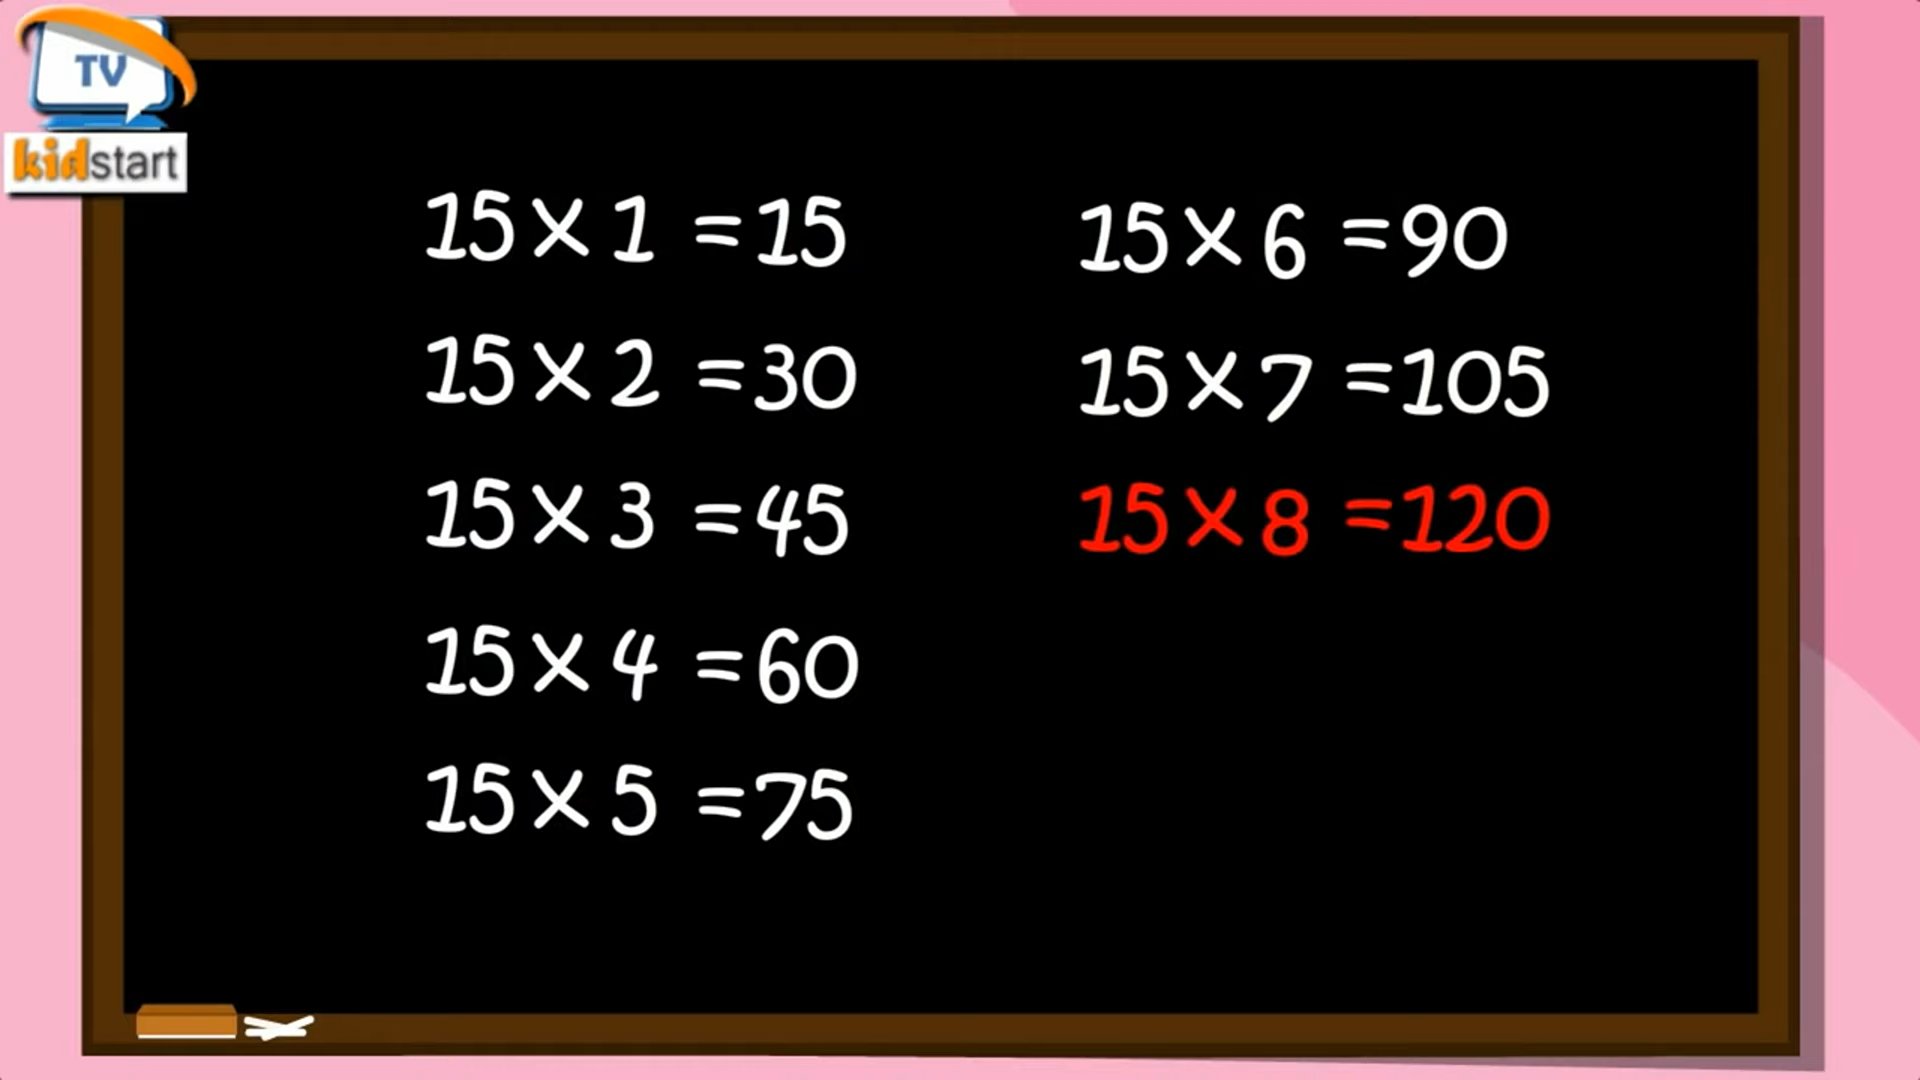 TV
kidstart
15 × 1 = 15
15 × 2 = 30
15 × 3 = 45
15 × 4 = 60
15 × 5 = 75
15 × 6 = 90
15 × 7 = 105
15 × 8 = 120